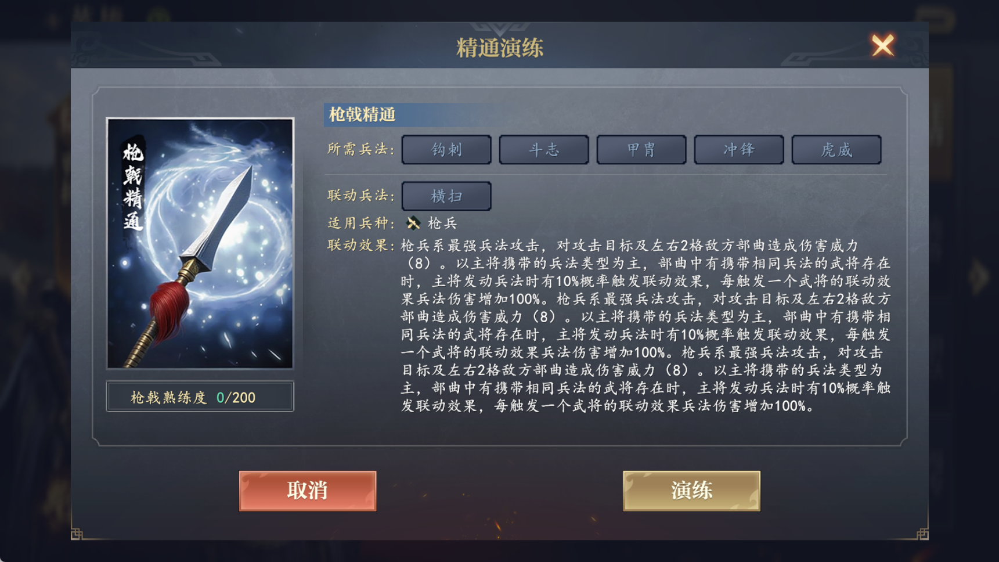 精通演练
枪戟精通
枪戟精通
所需兵法: 钩刺 斗志 甲胄 冲锋 虎威
联动兵法: 横扫
适用兵种: 枪兵
联动效果: 枪兵系最强兵法攻击，对攻击目标及左右2格敌方部曲造成伤害威力
（8）。以主将携带的兵法类型为主，部曲中有携带相同兵法的武将存在
时，主将发动兵法时有10%概率触发联动效果，每触发一个武将的联动效
果兵法伤害增加100%。枪兵系最强兵法攻击，对攻击目标及左右2格敌方
部曲造成伤害威力（8）。以主将携带的兵法类型为主，部曲中有携带相
同兵法的武将存在时，主将发动兵法时有10%概率触发联动效果，每触发
一个武将的联动效果兵法伤害增加100%。枪兵系最强兵法攻击，对攻击
目标及左右2格敌方部曲造成伤害威力（8）。以主将携带的兵法类型为
主，部曲中有携带相同兵法的武将存在时，主将发动兵法时有10%概率触
发联动效果，每触发一个武将的联动效果兵法伤害增加100%。
枪戟熟练度 0/200
取消
演练